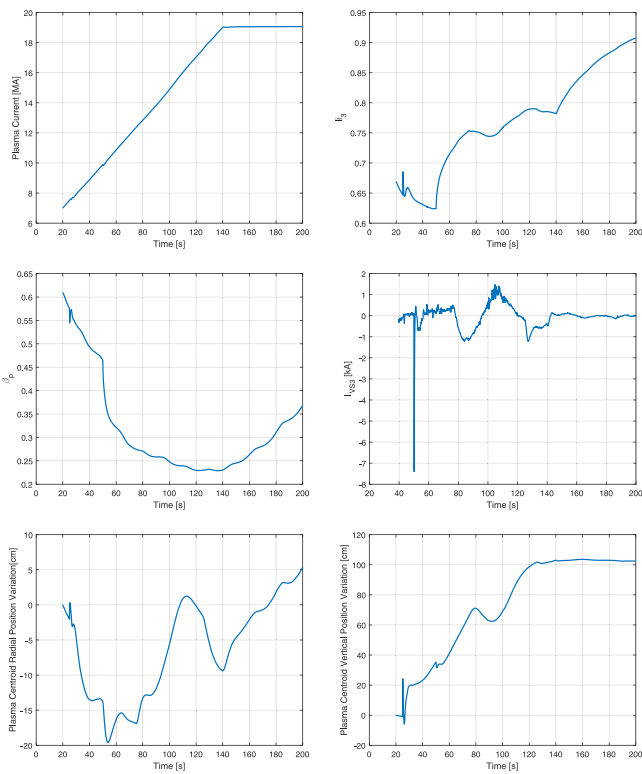 20
18
16
14
12
10
8
6
Plasma Current [MA]
0 20 40 60 80 100 120 140 160 180 200
Time [s]
0.95
0.9
0.85
0.8
0.75
0.7
0.65
0.6
li3
0 20 40 60 80 100 120 140 160 180 200
Time [s]
0.65
0.6
0.55
0.5
0.45
0.4
0.35
0.3
0.25
0.2
βp
0 20 40 60 80 100 120 140 160 180 200
Time [s]
2
1
0
-1
-2
-3
-4
-5
-6
-7
-8
IVS3 [kA]
20 40 60 80 100 120 140 160 180 200
Time [s]
10
5
0
-5
-10
-15
-20
Plasma Centroid Radial Position Variation[cm]
0 20 40 60 80 100 120 140 160 180 200
Time [s]
120
100
80
60
40
20
0
-20
Plasma Centroid Vertical Position Variation [cm]
0 20 40 60 80 100 120 140 160 180 200
Time [s]